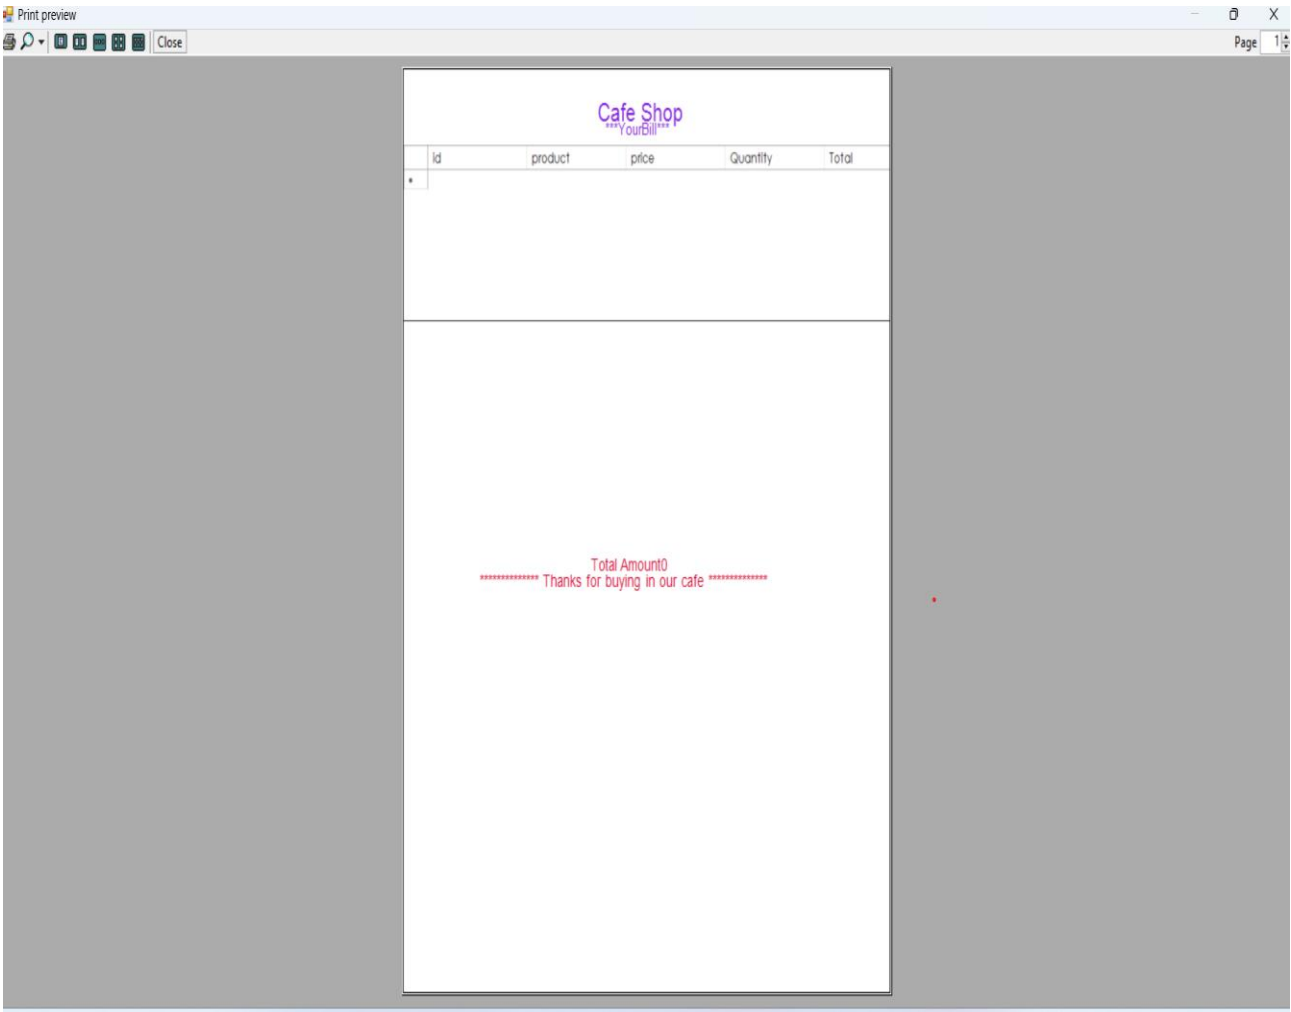 Print preview
Close
Page 1
Cafe Shop
***YourBill***
id product price Quantity Total
*
Total Amount0
************** Thanks for buying in our cafe **************